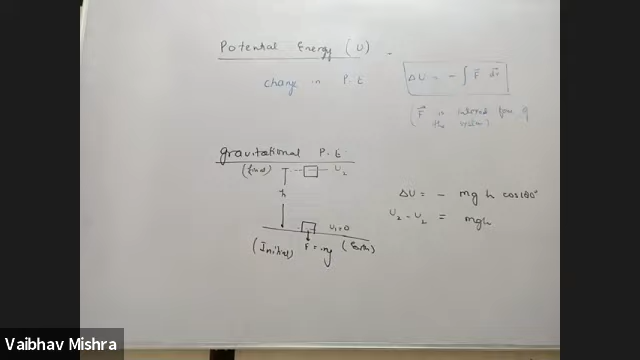 Potential Energy (U)
change in P.E
ΔU = - ∫ F⃗ dr⃗
(F⃗ is internal force of
the system)
gravitational P.E.
(final) U₂
h
U₁=0
(Initial) F = mg (Earth)
ΔU = - mg h cos180°
U₂ - U₂ = mgh
Vaibhav Mishra